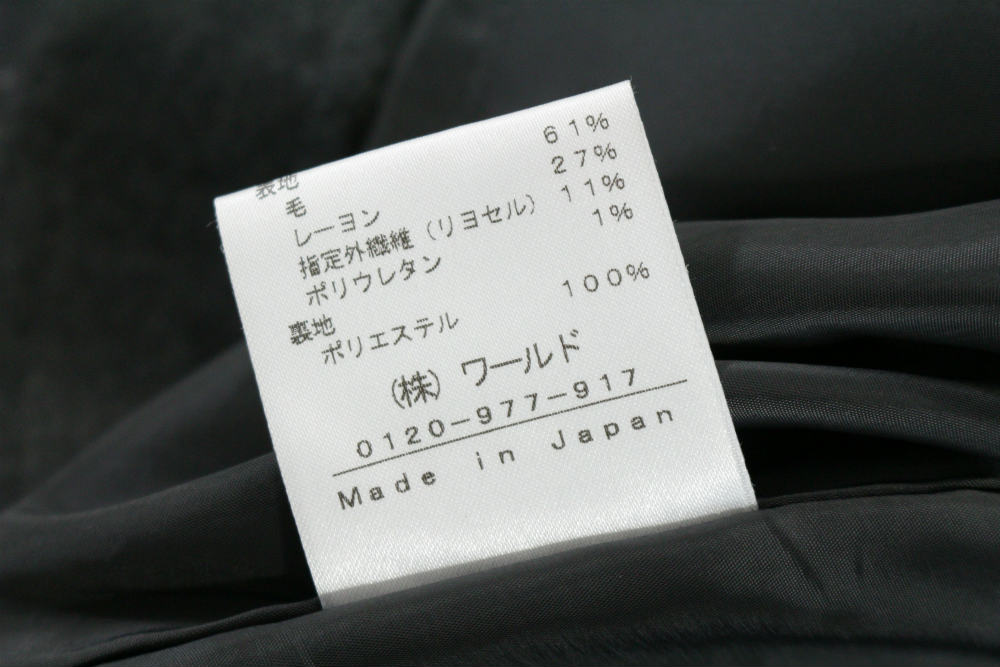 表地
毛 61%
レーヨン 27%
指定外繊維(リヨセル) 11%
ポリウレタン 1%
裏地
ポリエステル 100%
(株)ワールド
0120-977-917
Made in Japan